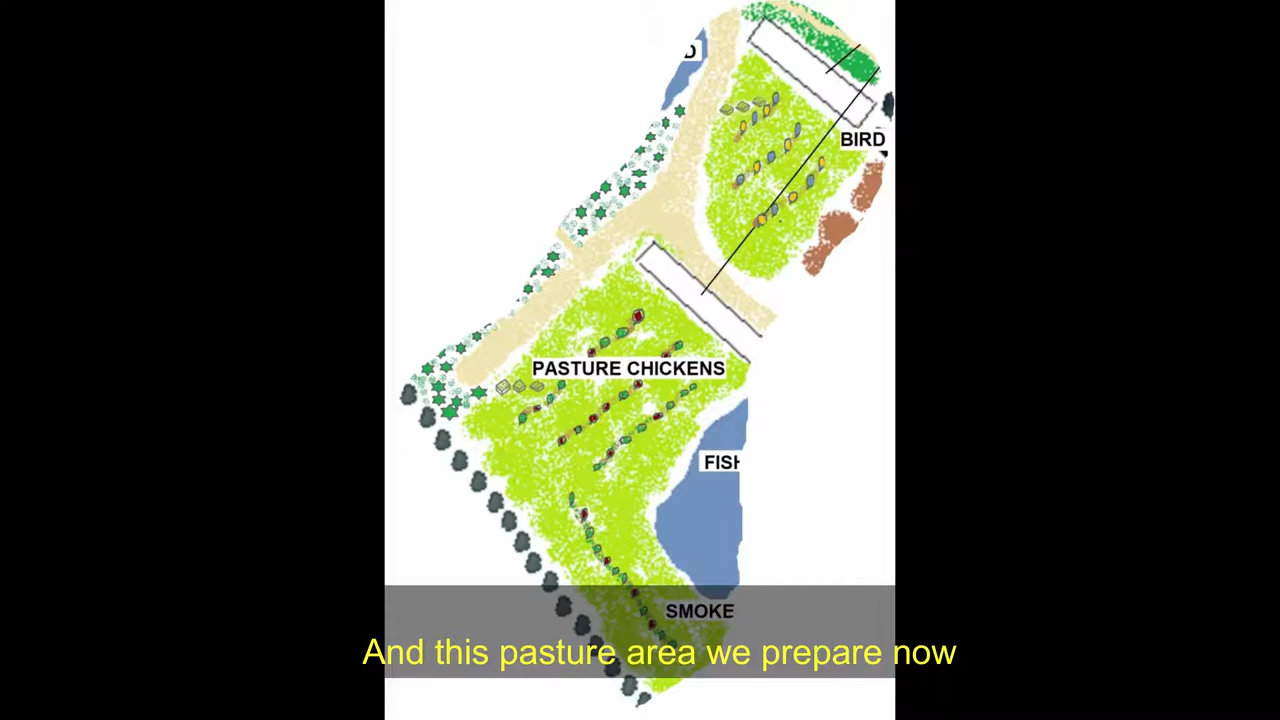 D
BIRD
PASTURE CHICKENS
FISH
SMOKE
And this pasture area we prepare now